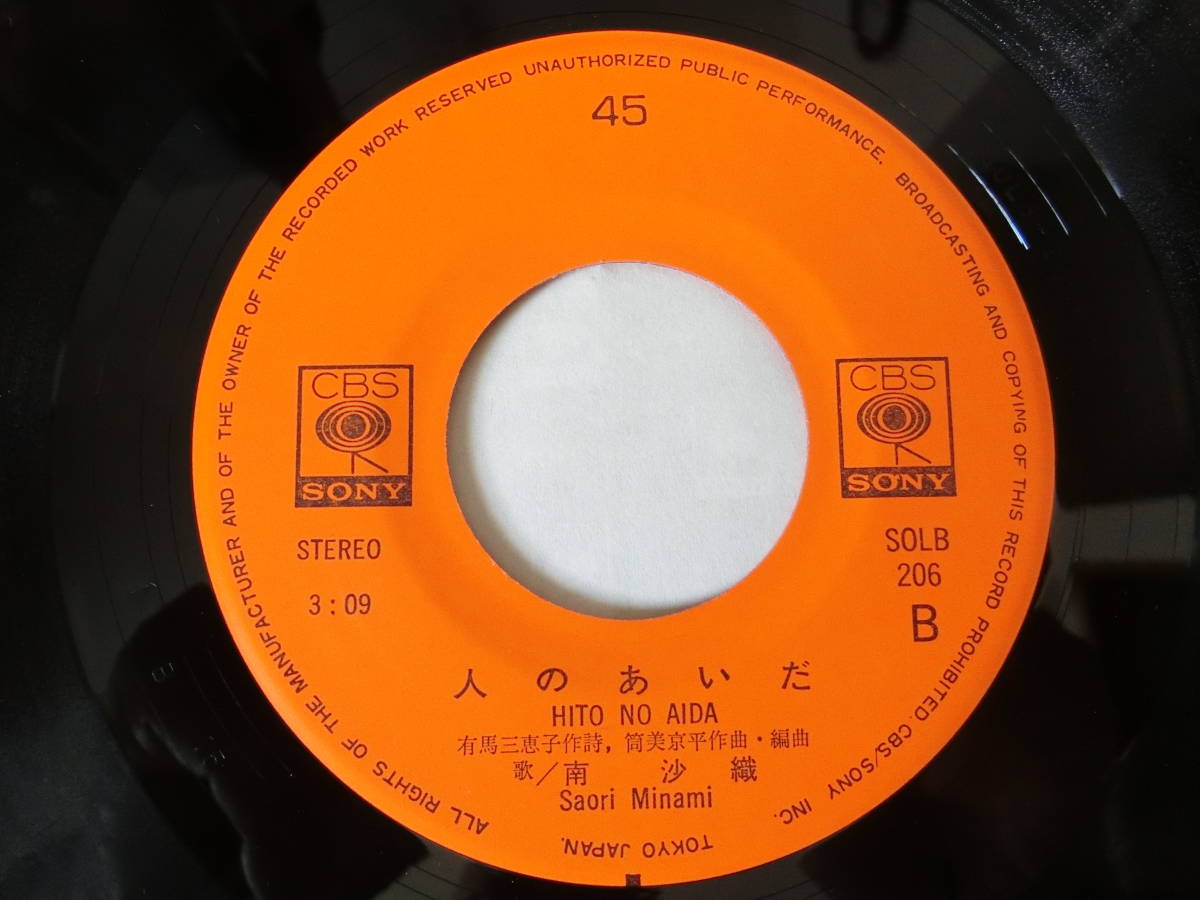 ALL RIGHTS OF THE MANUFACTURER AND OF THE OWNER OF THE RECORDED WORK RESERVED UNAUTHORIZED PUBLIC PERFORMANCE, BROADCASTING AND COPYING OF THIS RECORD PROHIBITED. CBS/SONY INC. TOKYO JAPAN.
45
CBS
SONY
CBS
SONY
STEREO
3:09
SOLB
206
B
人のあいだ
HITO NO AIDA
有馬三恵子作詩, 筒美京平作曲・編曲
歌/南 沙織
Saori Minami